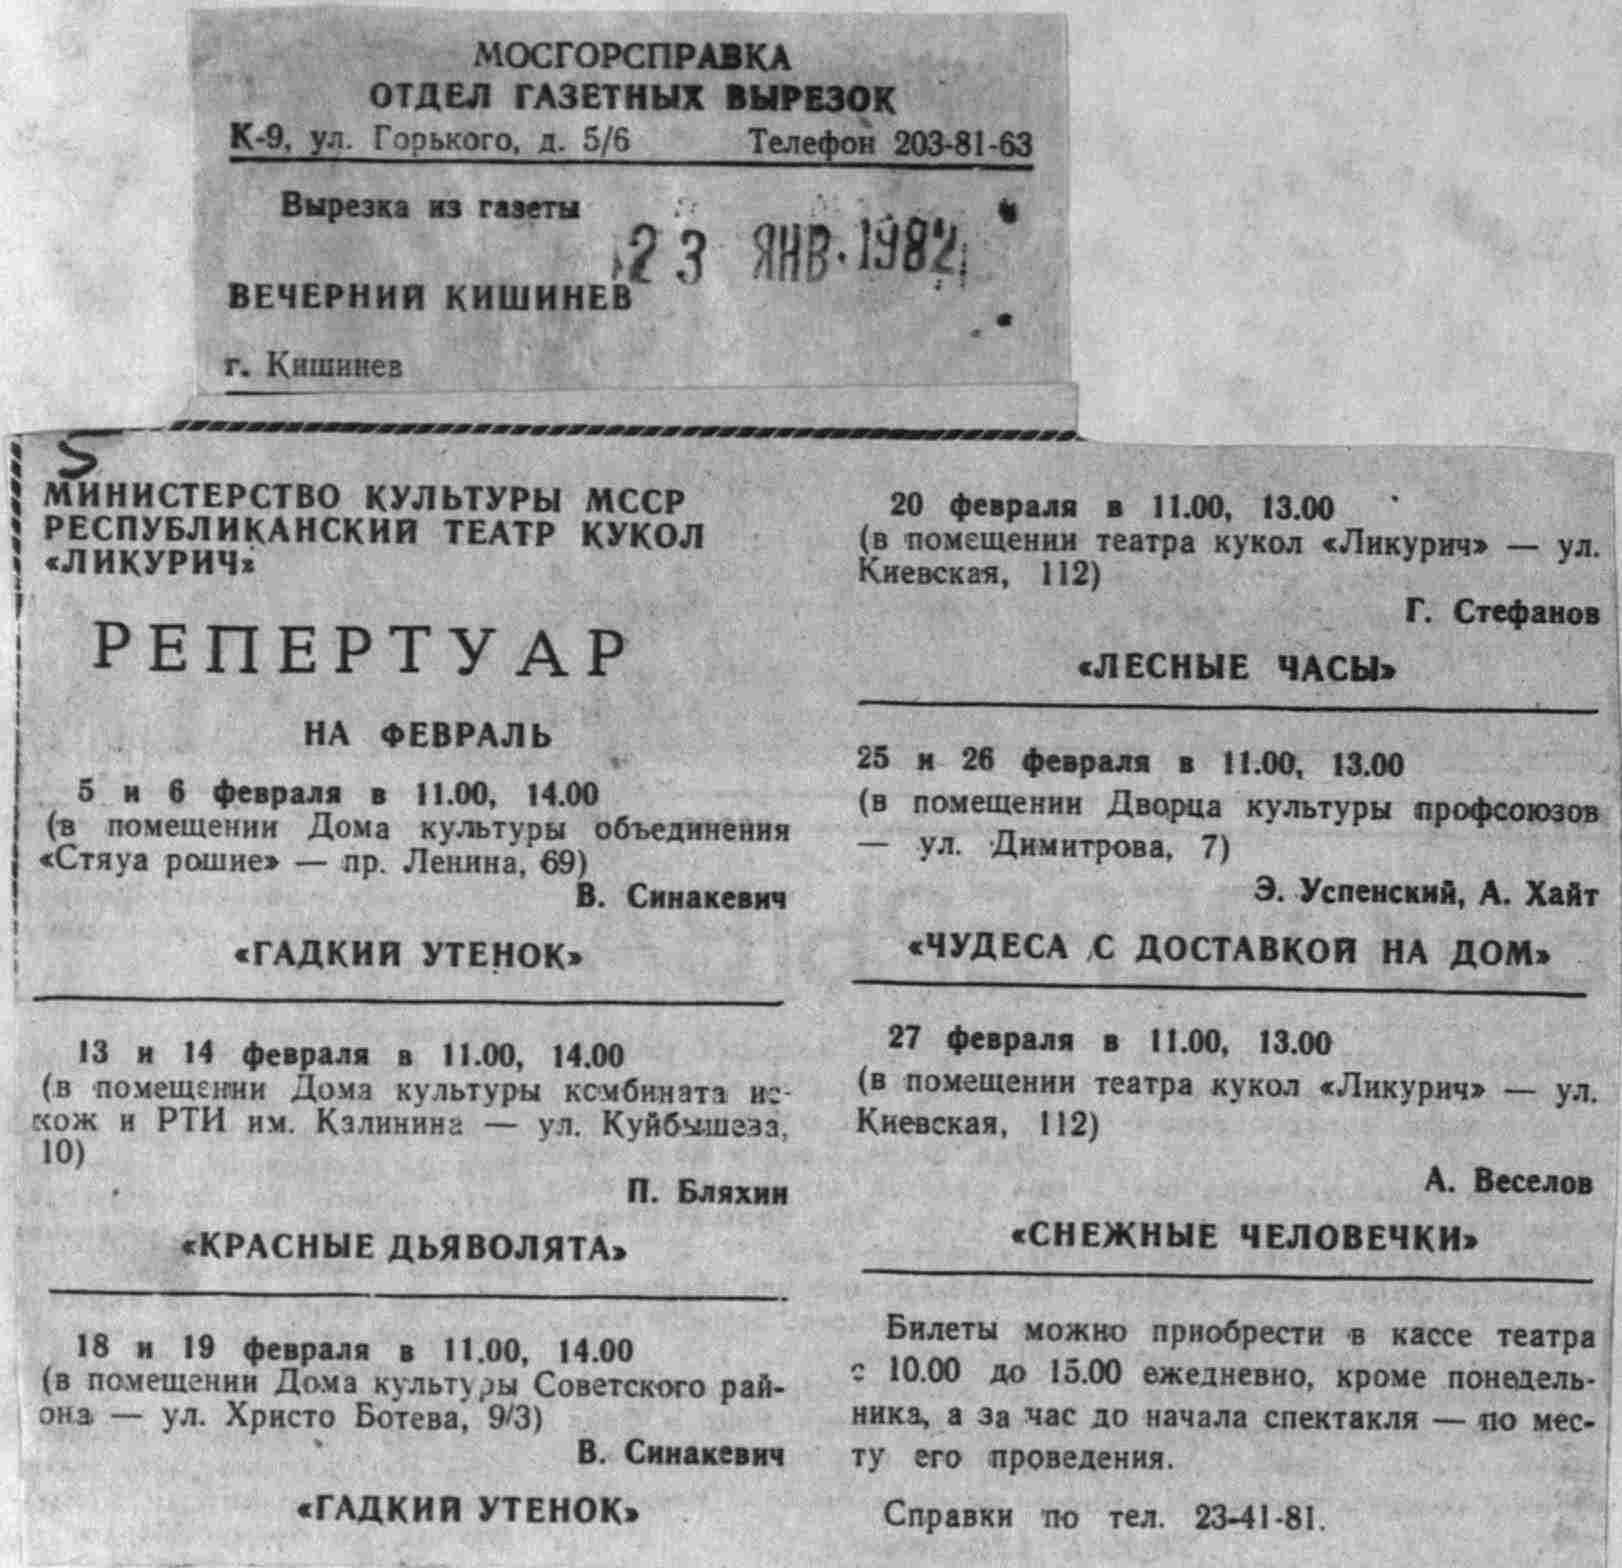 МОСГОРСПРАВКА
ОТДЕЛ ГАЗЕТНЫХ ВЫРЕЗОК
К-9, ул. Горького, д. 5/6 Телефон 203-81-63
Вырезка из газеты
23 ЯНВ. 1982
ВЕЧЕРНИЙ КИШИНЕВ
г. Кишинев
5
МИНИСТЕРСТВО КУЛЬТУРЫ МССР
РЕСПУБЛИКАНСКИЙ ТЕАТР КУКОЛ
«ЛИКУРИЧ»
РЕПЕРТУАР
НА ФЕВРАЛЬ
5 и 6 февраля в 11.00, 14.00
(в помещении Дома культуры объединения
«Стяуа рошие» — пр. Ленина, 69)
В. Синакевич
«ГАДКИЙ УТЕНОК»
13 и 14 февраля в 11.00, 14.00
(в помещении Дома культуры комбината ис-
кож и РТИ им. Калинина — ул. Куйбышева,
10)
П. Бляхин
«КРАСНЫЕ ДЬЯВОЛЯТА»
18 и 19 февраля в 11.00, 14.00
(в помещении Дома культуры Советского рай-
она — ул. Христо Ботева, 9/3)
В. Синакевич
«ГАДКИЙ УТЕНОК»
20 февраля в 11.00, 13.00
(в помещении театра кукол «Ликурич» — ул.
Киевская, 112)
Г. Стефанов
«ЛЕСНЫЕ ЧАСЫ»
25 и 26 февраля в 11.00, 13.00
(в помещении Дворца культуры профсоюзов
— ул. Димитрова, 7)
Э. Успенский, А. Хайт
«ЧУДЕСА С ДОСТАВКОЙ НА ДОМ»
27 февраля в 11.00, 13.00
(в помещении театра кукол «Ликурич» — ул.
Киевская, 112)
А. Веселов
«СНЕЖНЫЕ ЧЕЛОВЕЧКИ»
Билеты можно приобрести в кассе театра
с 10.00 до 15.00 ежедневно, кроме понедель-
ника, а за час до начала спектакля — по мес-
ту его проведения.
Справки по тел. 23-41-81.